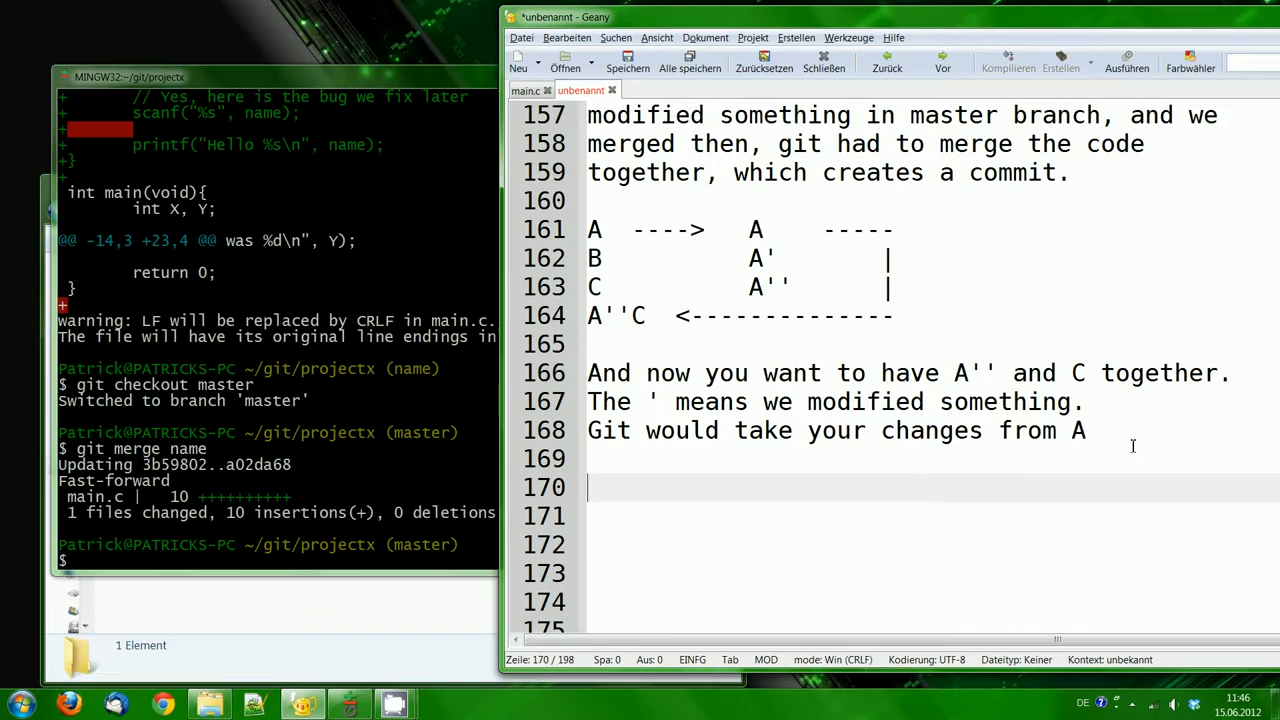 *unbenannt - Geany
Datei Bearbeiten Suchen Ansicht Dokument Projekt Erstellen Werkzeuge Hilfe
Neu Öffnen Speichern Alle speichern Zurücksetzen Schließen Zurück Vor Kompilieren Erstellen Ausführen Farbwähler
main.c unbenannt
157 modified something in master branch, and we
158 merged then, git had to merge the code
159 together, which creates a commit.
160
161 A ----> A -----
162 B A' |
163 C A'' |
164 A''C <--------------
165
166 And now you want to have A'' and C together.
167 The ' means we modified something.
168 Git would take your changes from A
169
170
171
172
173
174
175
Zeile: 170 / 198 Spa: 0 Aus: 0 EINFG Tab MOD mode: Win (CRLF) Kodierung: UTF-8 Dateityp: Keiner Kontext: unbekannt
MINGW32:~/git/projectx
+ // Yes, here is the bug we fix later
+ scanf("%s", name);
+
+ printf("Hello %s\n", name);
+}
+
int main(void){
int X, Y;
@@ -14,3 +23,4 @@ was %d\n", Y);
return 0;
}
+
warning: LF will be replaced by CRLF in main.c.
The file will have its original line endings in
Patrick@PATRICKS-PC ~/git/projectx (name)
$ git checkout master
Switched to branch 'master'
Patrick@PATRICKS-PC ~/git/projectx (master)
$ git merge name
Updating 3b59802..a02da68
Fast-forward
main.c | 10 ++++++++++
1 files changed, 10 insertions(+), 0 deletions
Patrick@PATRICKS-PC ~/git/projectx (master)
$
1 Element
DE
11:46
15.06.2012